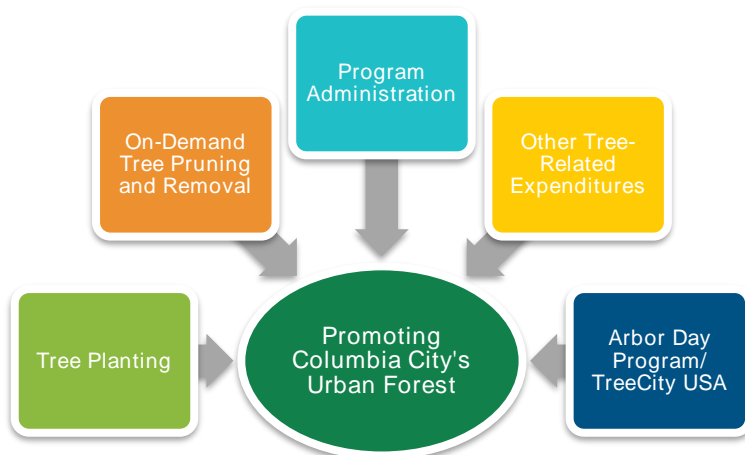 Program
Administration
On-Demand
Tree Pruning
and Removal
Other Tree-
Related
Expenditures
Tree Planting
Promoting
Columbia City's
Urban Forest
Arbor Day
Program/
TreeCity USA